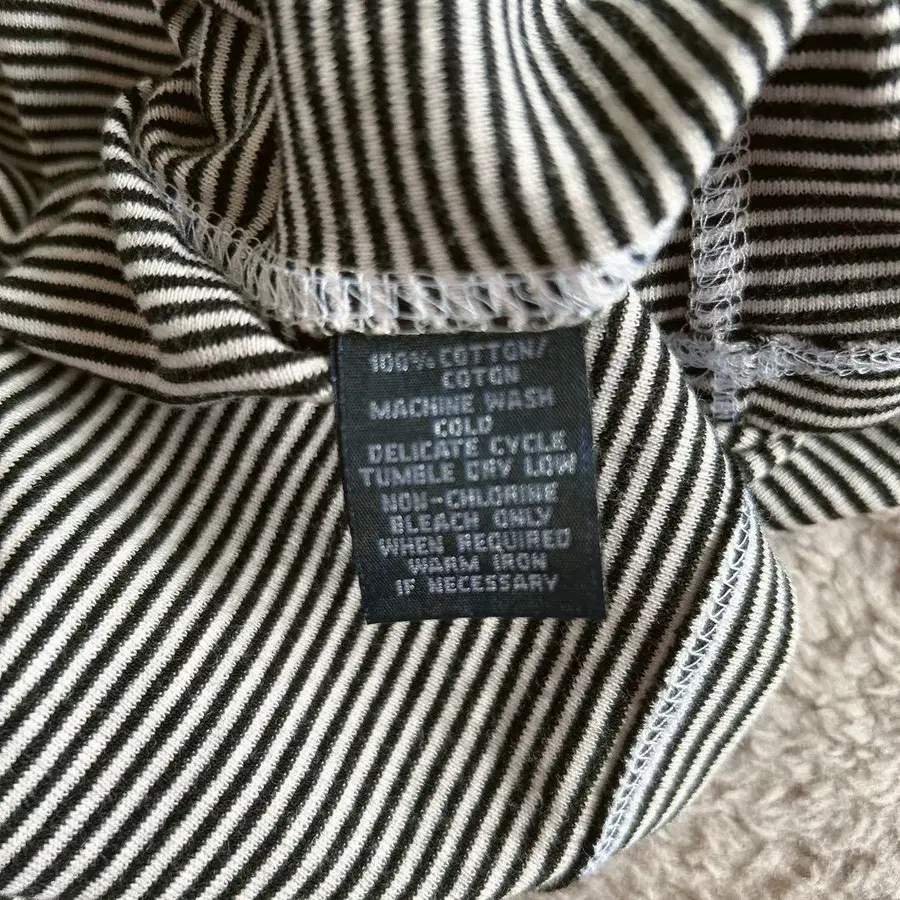 100% COTTON/
COTON
MACHINE WASH
COLD
DELICATE CYCLE
TUMBLE DRY LOW
NON-CHLORINE
BLEACH ONLY
WHEN REQUIRED
WARM IRON
IF NECESSARY